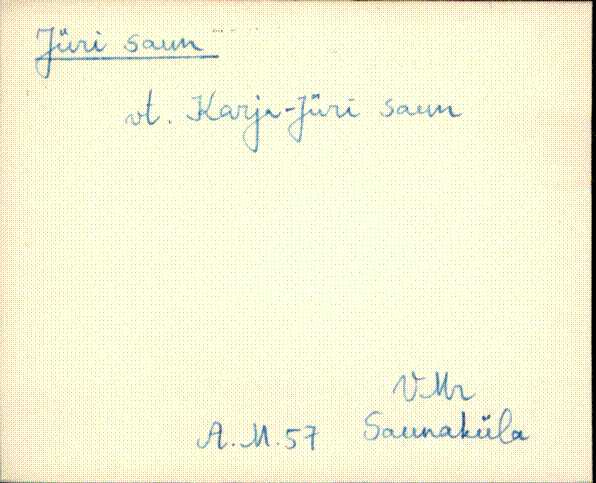 Jüri saun
vt. Karja-Jüri saun
VMr
A.M.57 Saunaküla